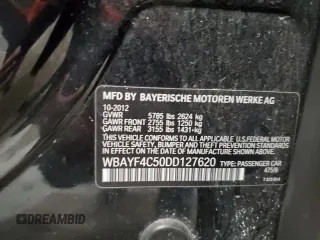 MFD BY BAYERISCHE MOTOREN WERKE AG
10-2012
GVWR 5785 lbs 2624 kg
GAWR FRONT 2755 lbs 1250 kg
GAWR REAR 3155 lbs 1431 kg
THIS VEHICLE CONFORMS TO ALL APPLICABLE U.S. FEDERAL MOTOR
VEHICLE SAFETY, BUMPER, AND THEFT PREVENTION STANDARDS
IN EFFECT ON THE DATE OF MANUFACTURE SHOWN ABOVE.
WBAYF4C50DD127620 TYPE: PASSENGER CAR
475/9
DREAMBID